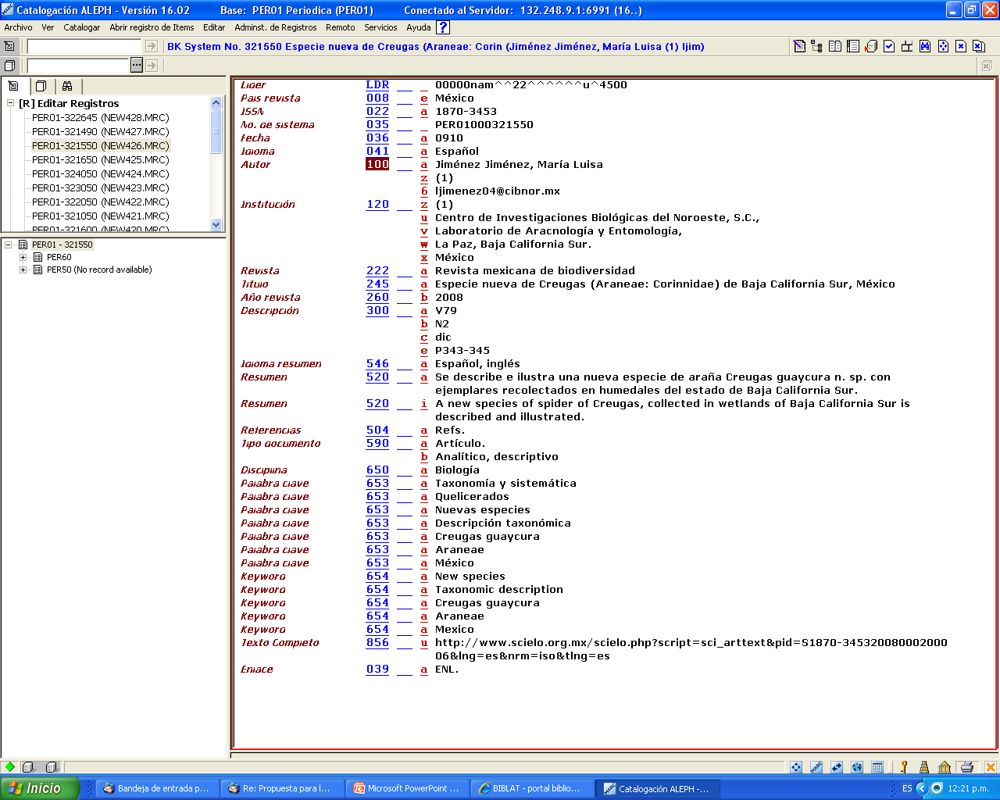 Catalogación ALEPH - Versión 16.02 Base: PER01 Periodica (PER01) Conectado al Servidor: 132.248.9.1:6991 (16..)
Archivo Ver Catalogar Abrir registro de Items Editar Adminst. de Registros Remoto Servicios Ayuda ?
BK System No. 321550 Especie nueva de Creugas (Araneae: Corin (Jiménez Jiménez, María Luisa (1) ljim)
[R] Editar Registros
PER01-322645 (NEW428.MRC)
PER01-321490 (NEW427.MRC)
PER01-321550 (NEW426.MRC)
PER01-321650 (NEW425.MRC)
PER01-324050 (NEW424.MRC)
PER01-323050 (NEW423.MRC)
PER01-322050 (NEW422.MRC)
PER01-321050 (NEW421.MRC)
PER01-321600 (NEW420.MRC)
PER01 - 321550
PER60
PER50 (No record available)
Líder LDR 00000nam^^22^^^^^^u^4500
País revista 008 e México
ISSN 022 a 1870-3453
No. de sistema 035 PER01000321550
Fecha 036 a 0910
Idioma 041 a Español
Autor 100 a Jiménez Jiménez, María Luisa
z (1)
6 ljimenez04@cibnor.mx
Institución 120 z (1)
u Centro de Investigaciones Biológicas del Noroeste, S.C.,
v Laboratorio de Aracnología y Entomología,
w La Paz, Baja California Sur.
x México
Revista 222 a Revista mexicana de biodiversidad
Título 245 a Especie nueva de Creugas (Araneae: Corinnidae) de Baja California Sur, México
Año revista 260 b 2008
Descripción 300 a V79
b N2
c dic
e P343-345
Idioma resumen 546 a Español, inglés
Resumen 520 a Se describe e ilustra una nueva especie de araña Creugas guaycura n. sp. con
ejemplares recolectados en humedales del estado de Baja California Sur.
Resumen 520 i A new species of spider of Creugas, collected in wetlands of Baja California Sur is
described and illustrated.
Referencias 504 a Refs.
Tipo documento 590 a Artículo.
b Analítico, descriptivo
Disciplina 650 a Biología
Palabra clave 653 a Taxonomía y sistemática
Palabra clave 653 a Quelicerados
Palabra clave 653 a Nuevas especies
Palabra clave 653 a Descripción taxonómica
Palabra clave 653 a Creugas guaycura
Palabra clave 653 a Araneae
Palabra clave 653 a México
Keyword 654 a New species
Keyword 654 a Taxonomic description
Keyword 654 a Creugas guaycura
Keyword 654 a Araneae
Keyword 654 a Mexico
Texto Completo 856 u http://www.scielo.org.mx/scielo.php?script=sci_arttext&pid=S1870-345320080002000
06&lng=es&nrm=iso&tlng=es
Enlace 039 a ENL.
Inicio Bandeja de entrada p... Re: Propuesta para l... Microsoft PowerPoint ... BIBLAT - portal biblio... Catalogación ALEPH -... ES 12:21 p.m.